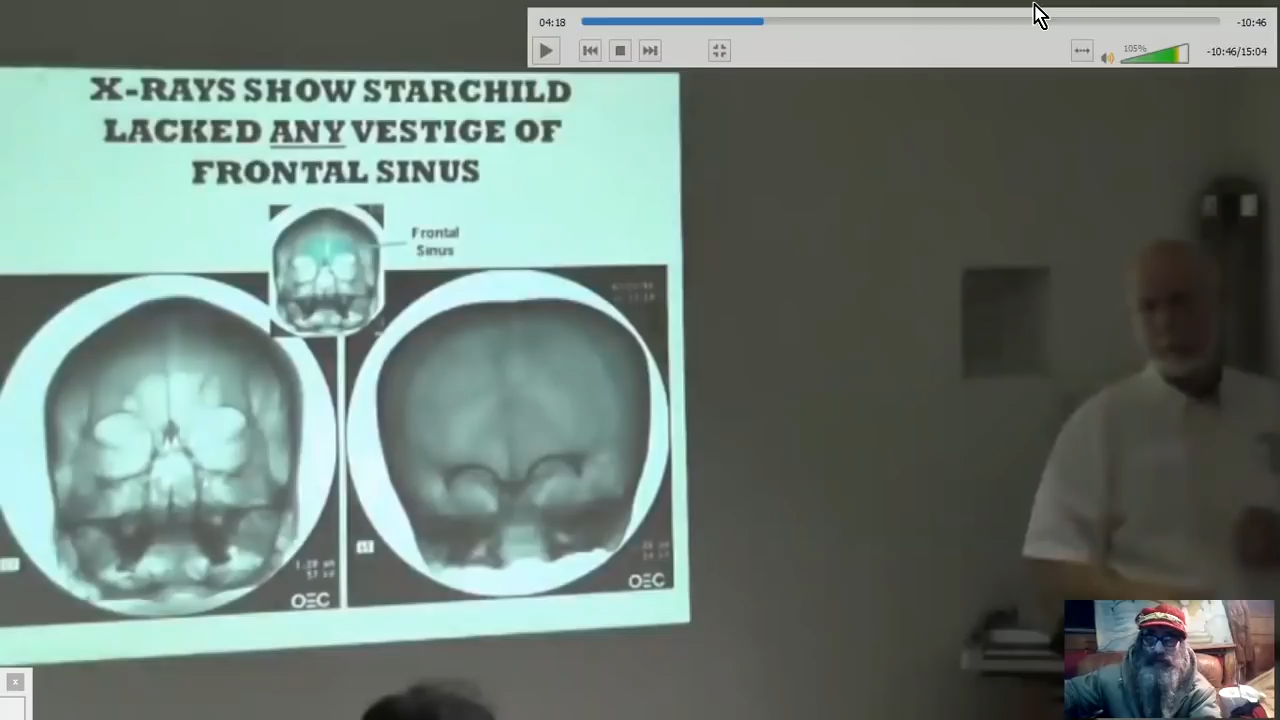 04:18
-10:46
105%
-10:46/15:04
X-RAYS SHOW STARCHILD
LACKED ANY VESTIGE OF
FRONTAL SINUS
Frontal
Sinus
OEC
OEC
x